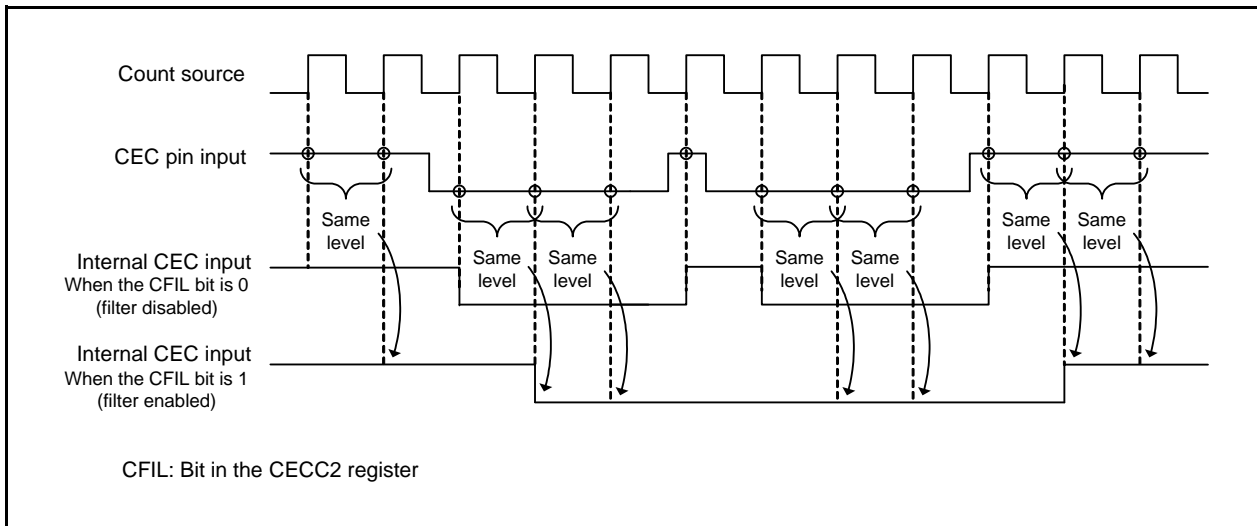 Count source
CEC pin input
Same
level
Same
level
Same
level
Same
level
Same
level
Same
level
Same
level
Internal CEC input
When the CFIL bit is 0
(filter disabled)
Internal CEC input
When the CFIL bit is 1
(filter enabled)
CFIL: Bit in the CECC2 register